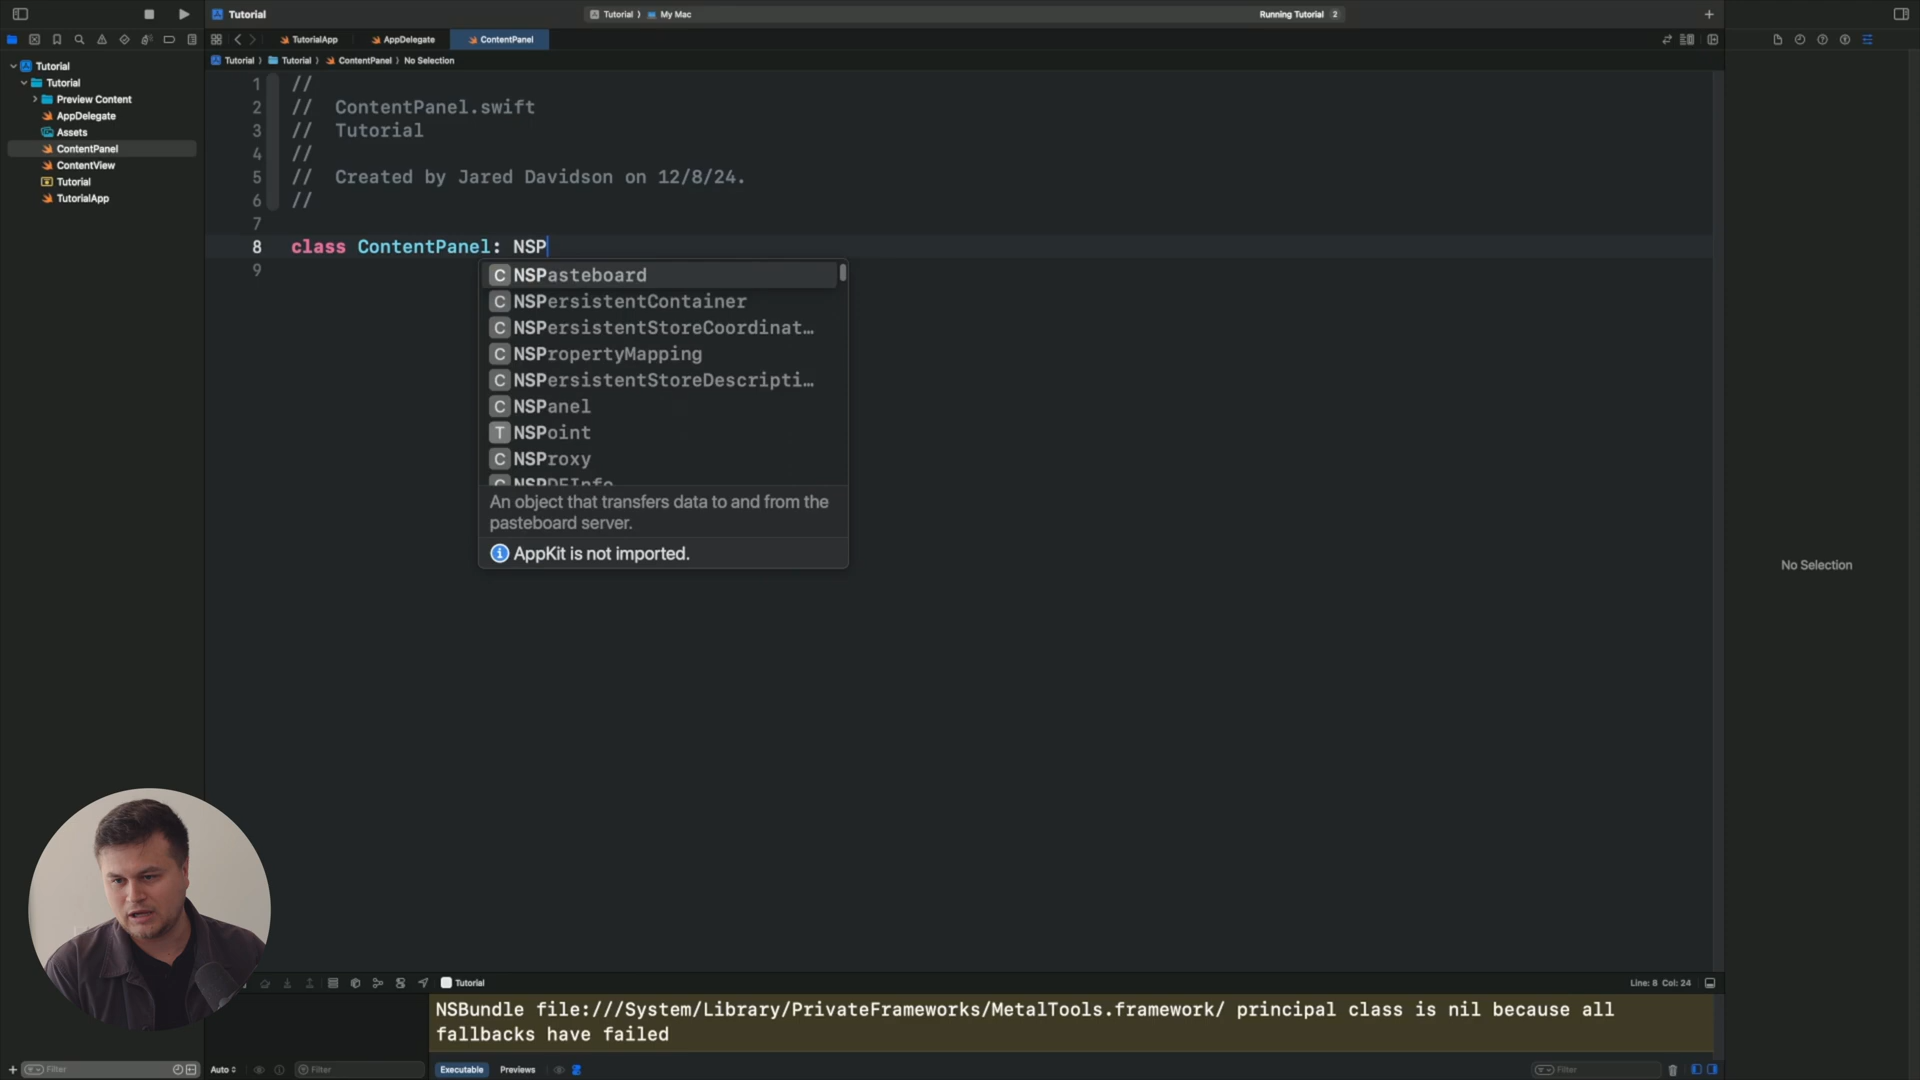 Tutorial
Tutorial
My Mac
Running Tutorial
2
TutorialApp
AppDelegate
ContentPanel
Tutorial
Tutorial
ContentPanel
No Selection
Tutorial
Tutorial
Preview Content
AppDelegate
Assets
ContentPanel
ContentView
Tutorial
TutorialApp
1 //
2 // ContentPanel.swift
3 // Tutorial
4 //
5 // Created by Jared Davidson on 12/8/24.
6 //
7
8 class ContentPanel: NSP
9
C NSPasteboard
C NSPersistentContainer
C NSPersistentStoreCoordinat…
C NSPropertyMapping
C NSPersistentStoreDescripti…
C NSPanel
T NSPoint
C NSProxy
C NSPDFInfo
An object that transfers data to and from the
pasteboard server.
AppKit is not imported.
No Selection
Tutorial
Line: 8 Col: 24
NSBundle file:///System/Library/PrivateFrameworks/MetalTools.framework/ principal class is nil because all
fallbacks have failed
Filter
Auto
Filter
Executable
Previews
Filter